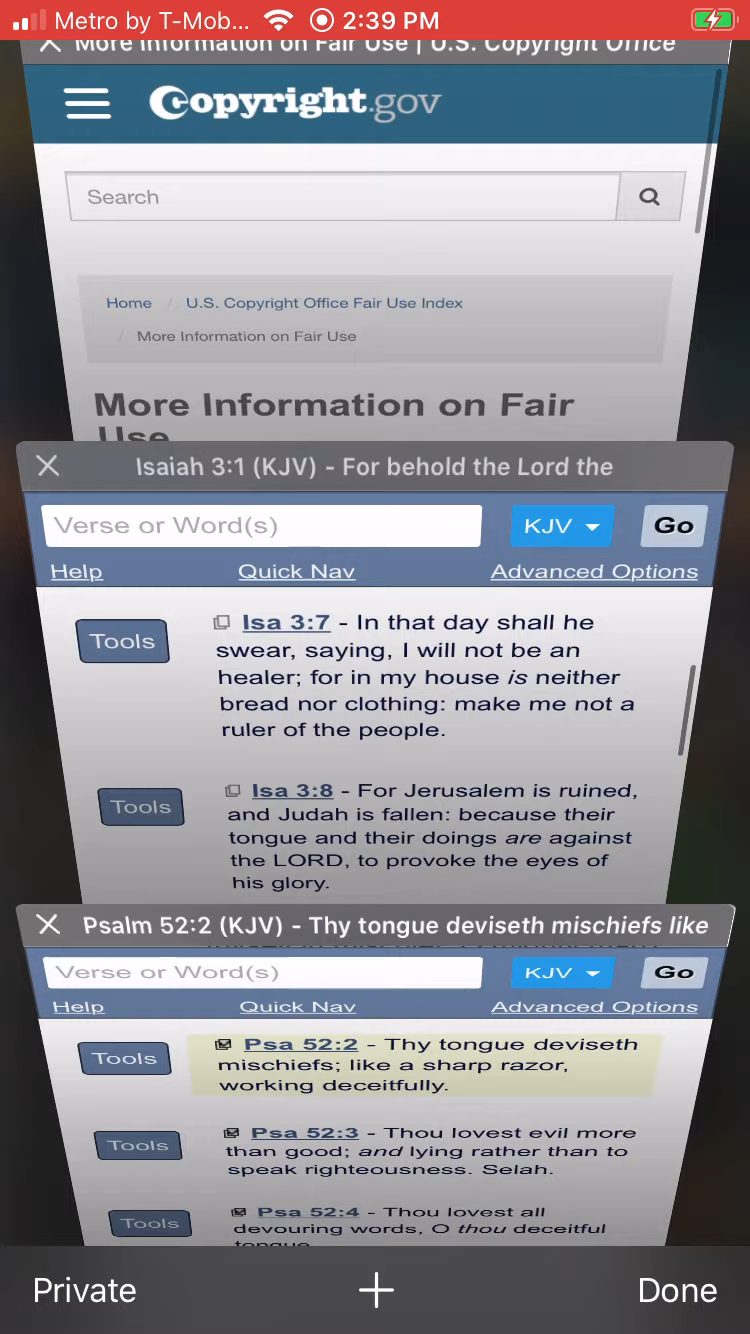 Metro by T-Mob... 2:39 PM
More Information on Fair Use | U.S. Copyright Office
Copyright.gov
Search
Home / U.S. Copyright Office Fair Use Index
/ More Information on Fair Use
More Information on Fair
Use
Isaiah 3:1 (KJV) - For behold the Lord the
Verse or Word(s) KJV Go
Help Quick Nav Advanced Options
Tools
Isa 3:7 - In that day shall he
swear, saying, I will not be an
healer; for in my house is neither
bread nor clothing: make me not a
ruler of the people.
Tools
Isa 3:8 - For Jerusalem is ruined,
and Judah is fallen: because their
tongue and their doings are against
the LORD, to provoke the eyes of
his glory.
Psalm 52:2 (KJV) - Thy tongue deviseth mischiefs like
Verse or Word(s) KJV Go
Help Quick Nav Advanced Options
Tools
Psa 52:2 - Thy tongue deviseth
mischiefs; like a sharp razor,
working deceitfully.
Tools
Psa 52:3 - Thou lovest evil more
than good; and lying rather than to
speak righteousness. Selah.
Tools
Psa 52:4 - Thou lovest all
devouring words, O thou deceitful
tongue.
Private + Done